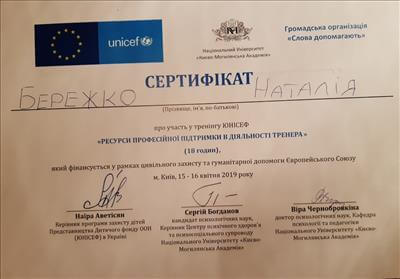 unicef
Національний Університет
«Києво-Могилянська Академія»
Громадська організація
«Слова допомагають»
СЕРТИФІКАТ
БЕРЕЖКО НАТАЛІЯ
(Прізвище, ім'я, по-батькові)
про участь у тренінгу ЮНІСЕФ
«РЕСУРСИ ПРОФЕСІЙНОЇ ПІДТРИМКИ В ДІЯЛЬНОСТІ ТРЕНЕРА»
(18 годин),
який фінансується у рамках цивільного захисту та гуманітарної допомоги Європейського Союзу
м. Київ, 15 - 16 квітня 2019 року
Наіра Аветісян
Керівник програми захисту дітей
Представництва Дитячого фонду ООН
(ЮНІСЕФ) в Україні
Сергій Богданов
кандидат психологічних наук,
Керівник Центру психічного здоров'я
та психосоціального супроводу
Національного Університету «Києво-
Могилянська Академія»
Віра Чернобровкіна
доктор психологічних наук, Кафедра
психології та педагогіки
Національного Університету «Києво-
Могилянська Академія»